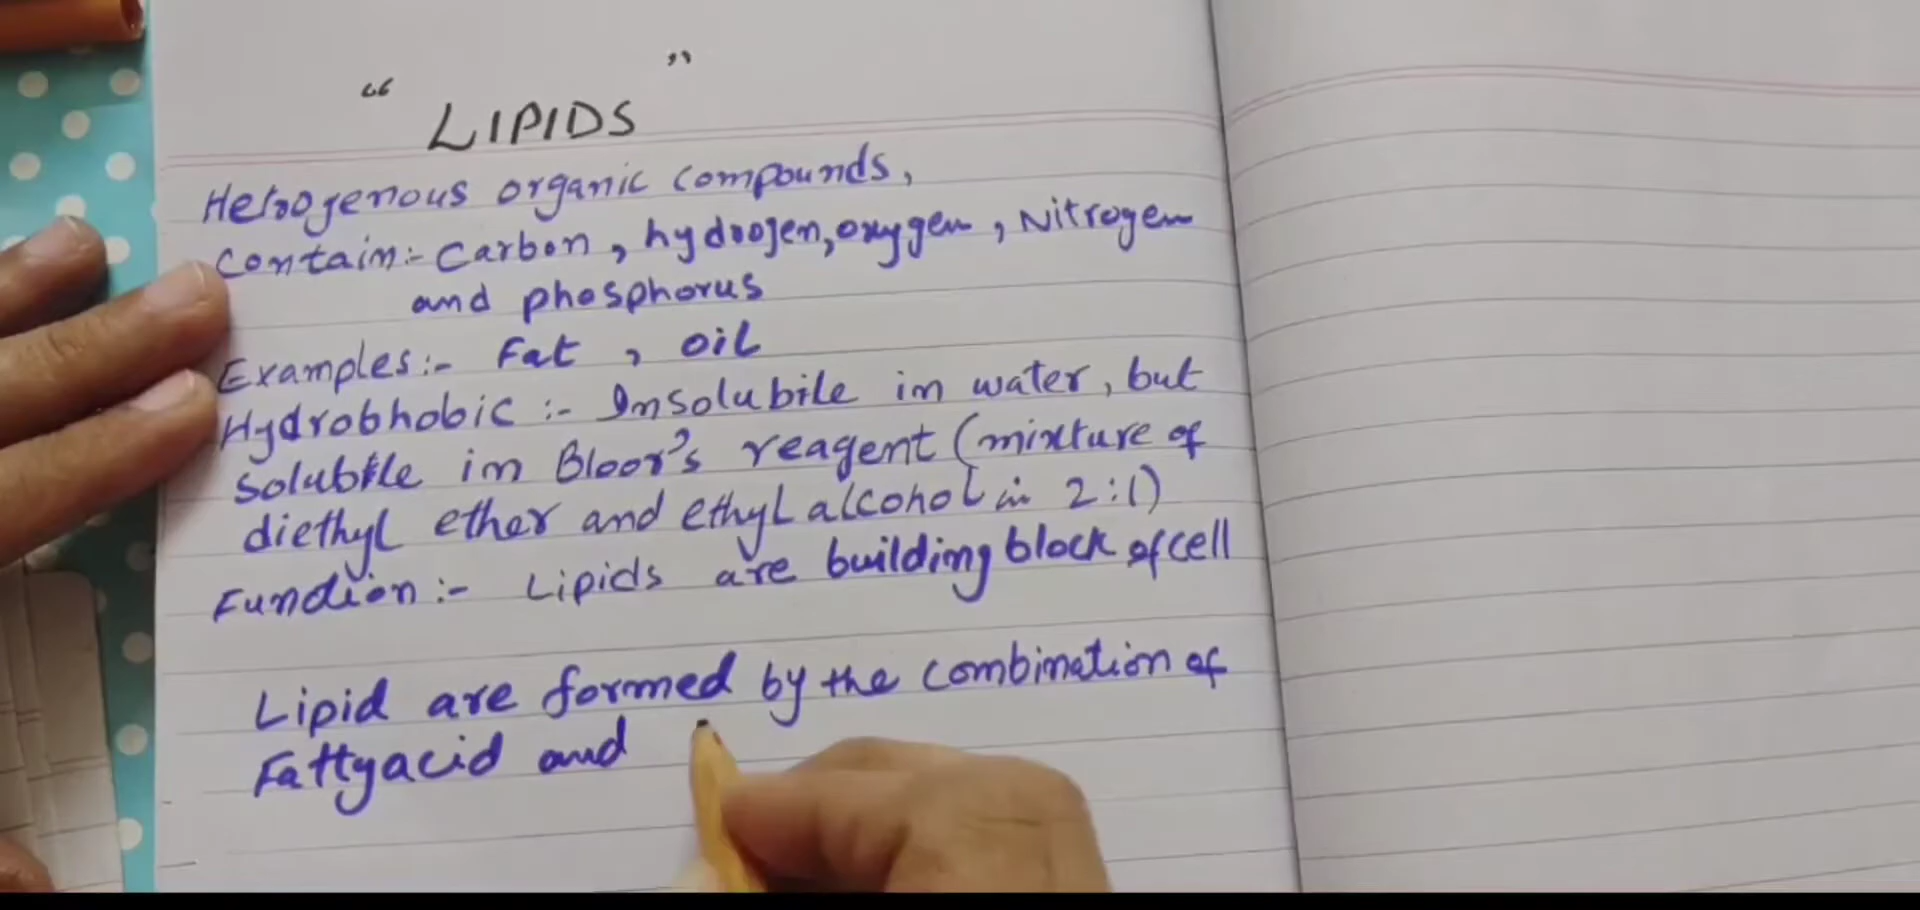 " LIPIDS "
Hetrogenous organic compounds,
Contain:- Carbon, hydrogen, oxygen, Nitrogen
and phosphorus
Examples:- Fat, Oil
Hydrobhobic :- Insolubile in water, but
solubile in Bloor's reagent (mixture of
diethyl ether and ethyl alcohol in 2:1)
Function:- Lipids are building block of cell
Lipid are formed by the combination of
Fattyacid and